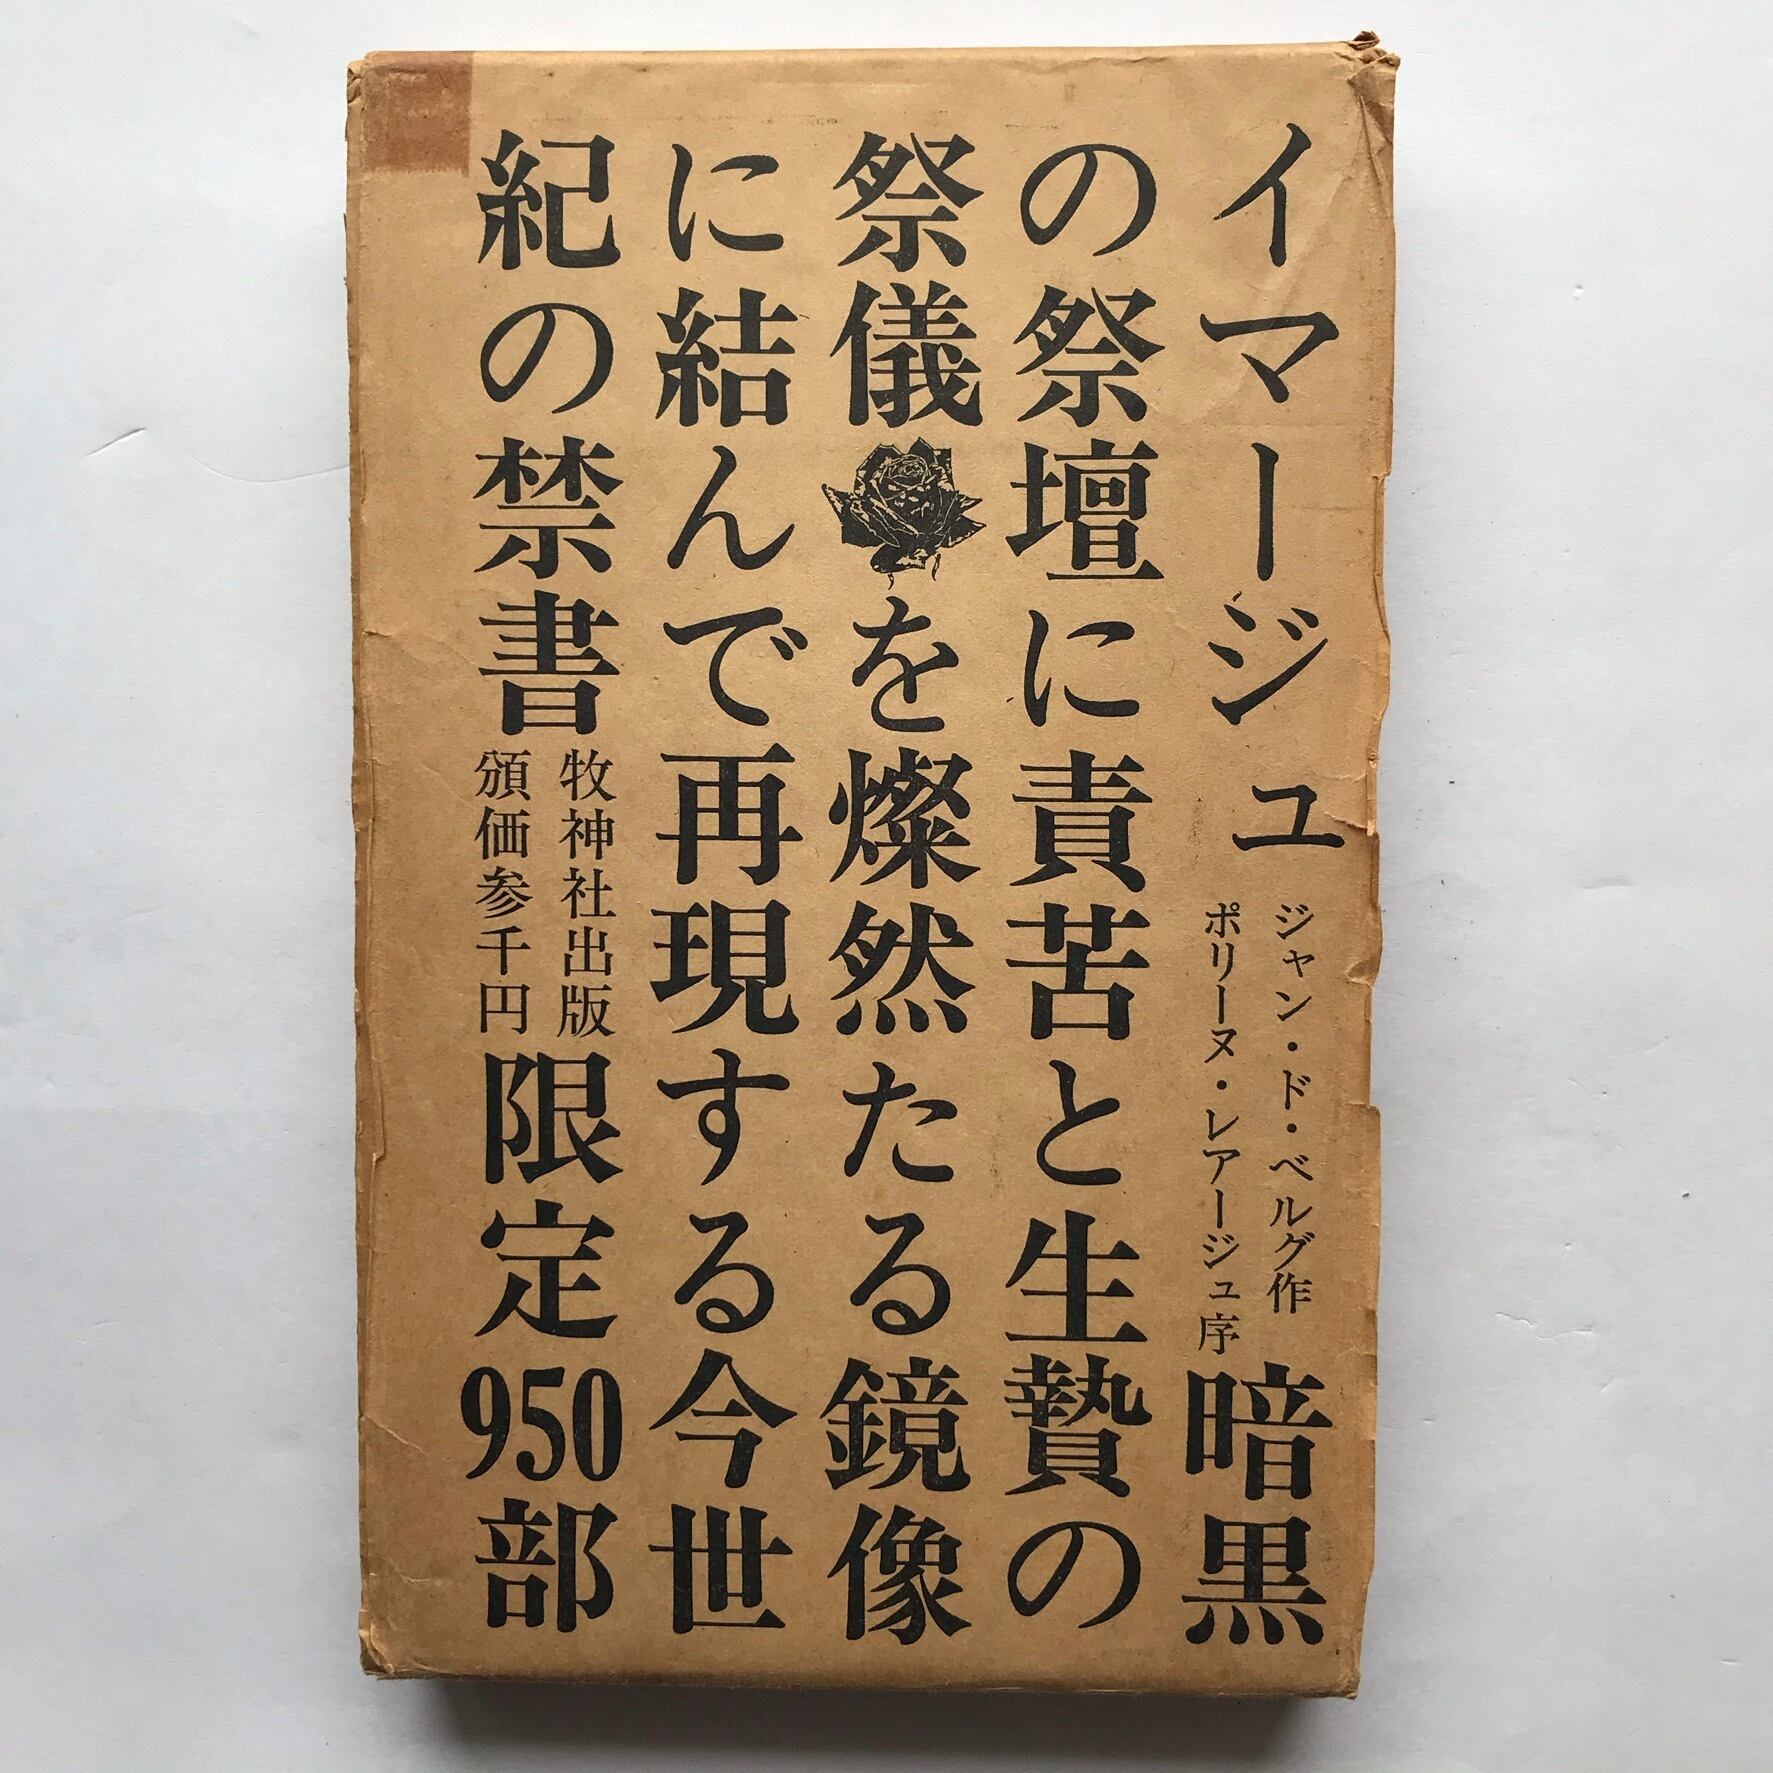 イマージュ
ジャン・ド・ベルグ作
ポリーヌ・レアージュ序
暗黒
の祭壇に責苦と生贄の
祭儀を燦然たる鏡像
に結んで再現する今世
紀の禁書
牧神社出版
頒価参千円
限定950部